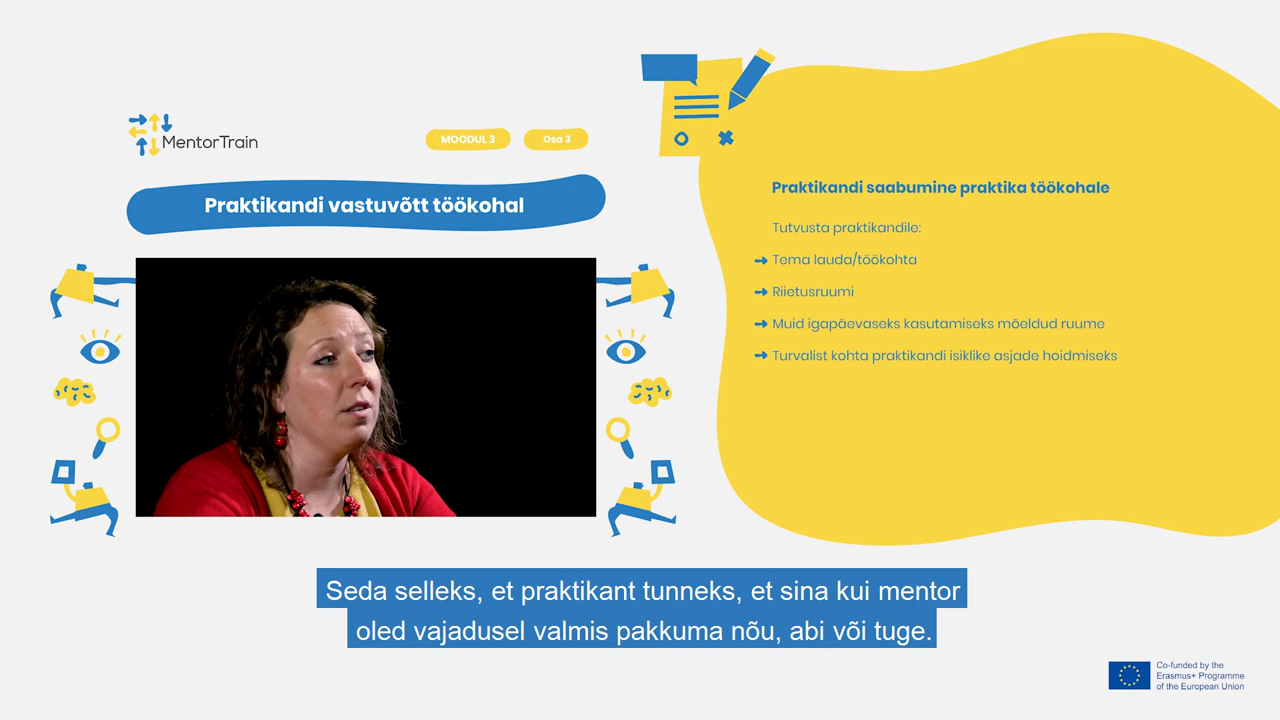 MentorTrain
MOODUL 3
Osa 3
Praktikandi vastuvõtt töökohal
Praktikandi saabumine praktika töökohale
Tutvusta praktikandile:
Tema lauda/töökohta
Riietusruumi
Muid igapäevaseks kasutamiseks mõeldud ruume
Turvalist kohta praktikandi isiklike asjade hoidmiseks
Seda selleks, et praktikant tunneks, et sina kui mentor
oled vajadusel valmis pakkuma nõu, abi või tuge.
Co-funded by the
Erasmus+ Programme
of the European Union